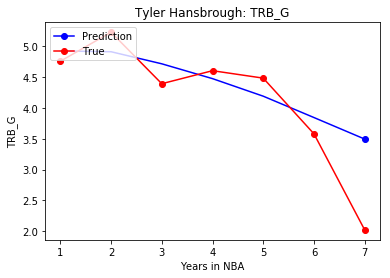 Tyler Hansbrough: TRB_G
Prediction
True
5.0
4.5
4.0
3.5
3.0
2.5
2.0
TRB_G
1 2 3 4 5 6 7
Years in NBA